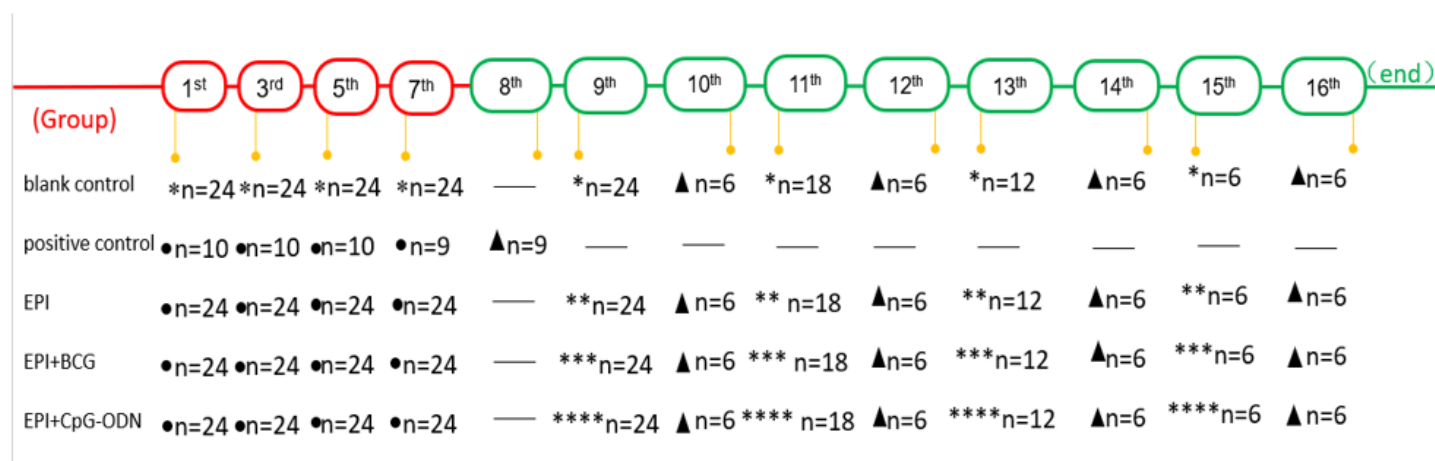 1st 3rd 5th 7th 8th 9th 10th 11th 12th 13th 14th 15th 16th （end）
(Group)
blank control *n=24 *n=24 *n=24 *n=24 — *n=24 ▲n=6 *n=18 ▲n=6 *n=12 ▲n=6 *n=6 ▲n=6
positive control •n=10 •n=10 •n=10 •n=9 ▲n=9 — — — — — — — —
EPI •n=24 •n=24 •n=24 •n=24 — **n=24 ▲n=6 ** n=18 ▲n=6 **n=12 ▲n=6 **n=6 ▲n=6
EPI+BCG •n=24 •n=24 •n=24 •n=24 — ***n=24 ▲n=6 *** n=18 ▲n=6 ***n=12 ▲n=6 ***n=6 ▲n=6
EPI+CpG-ODN •n=24 •n=24 •n=24 •n=24 — ****n=24 ▲n=6 **** n=18 ▲n=6 ****n=12 ▲n=6 ****n=6 ▲n=6